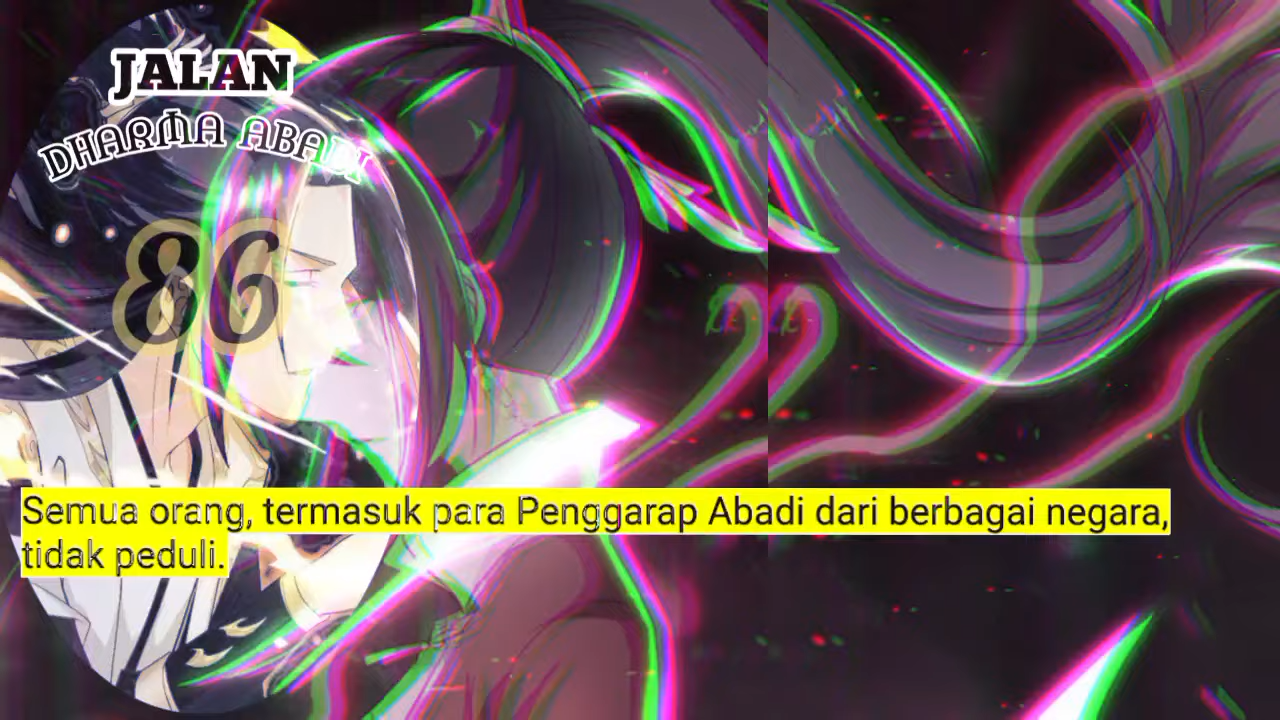 JALAN
DHARMA ABADI
86
Semua orang, termasuk para Penggarap Abadi dari berbagai negara,
tidak peduli.